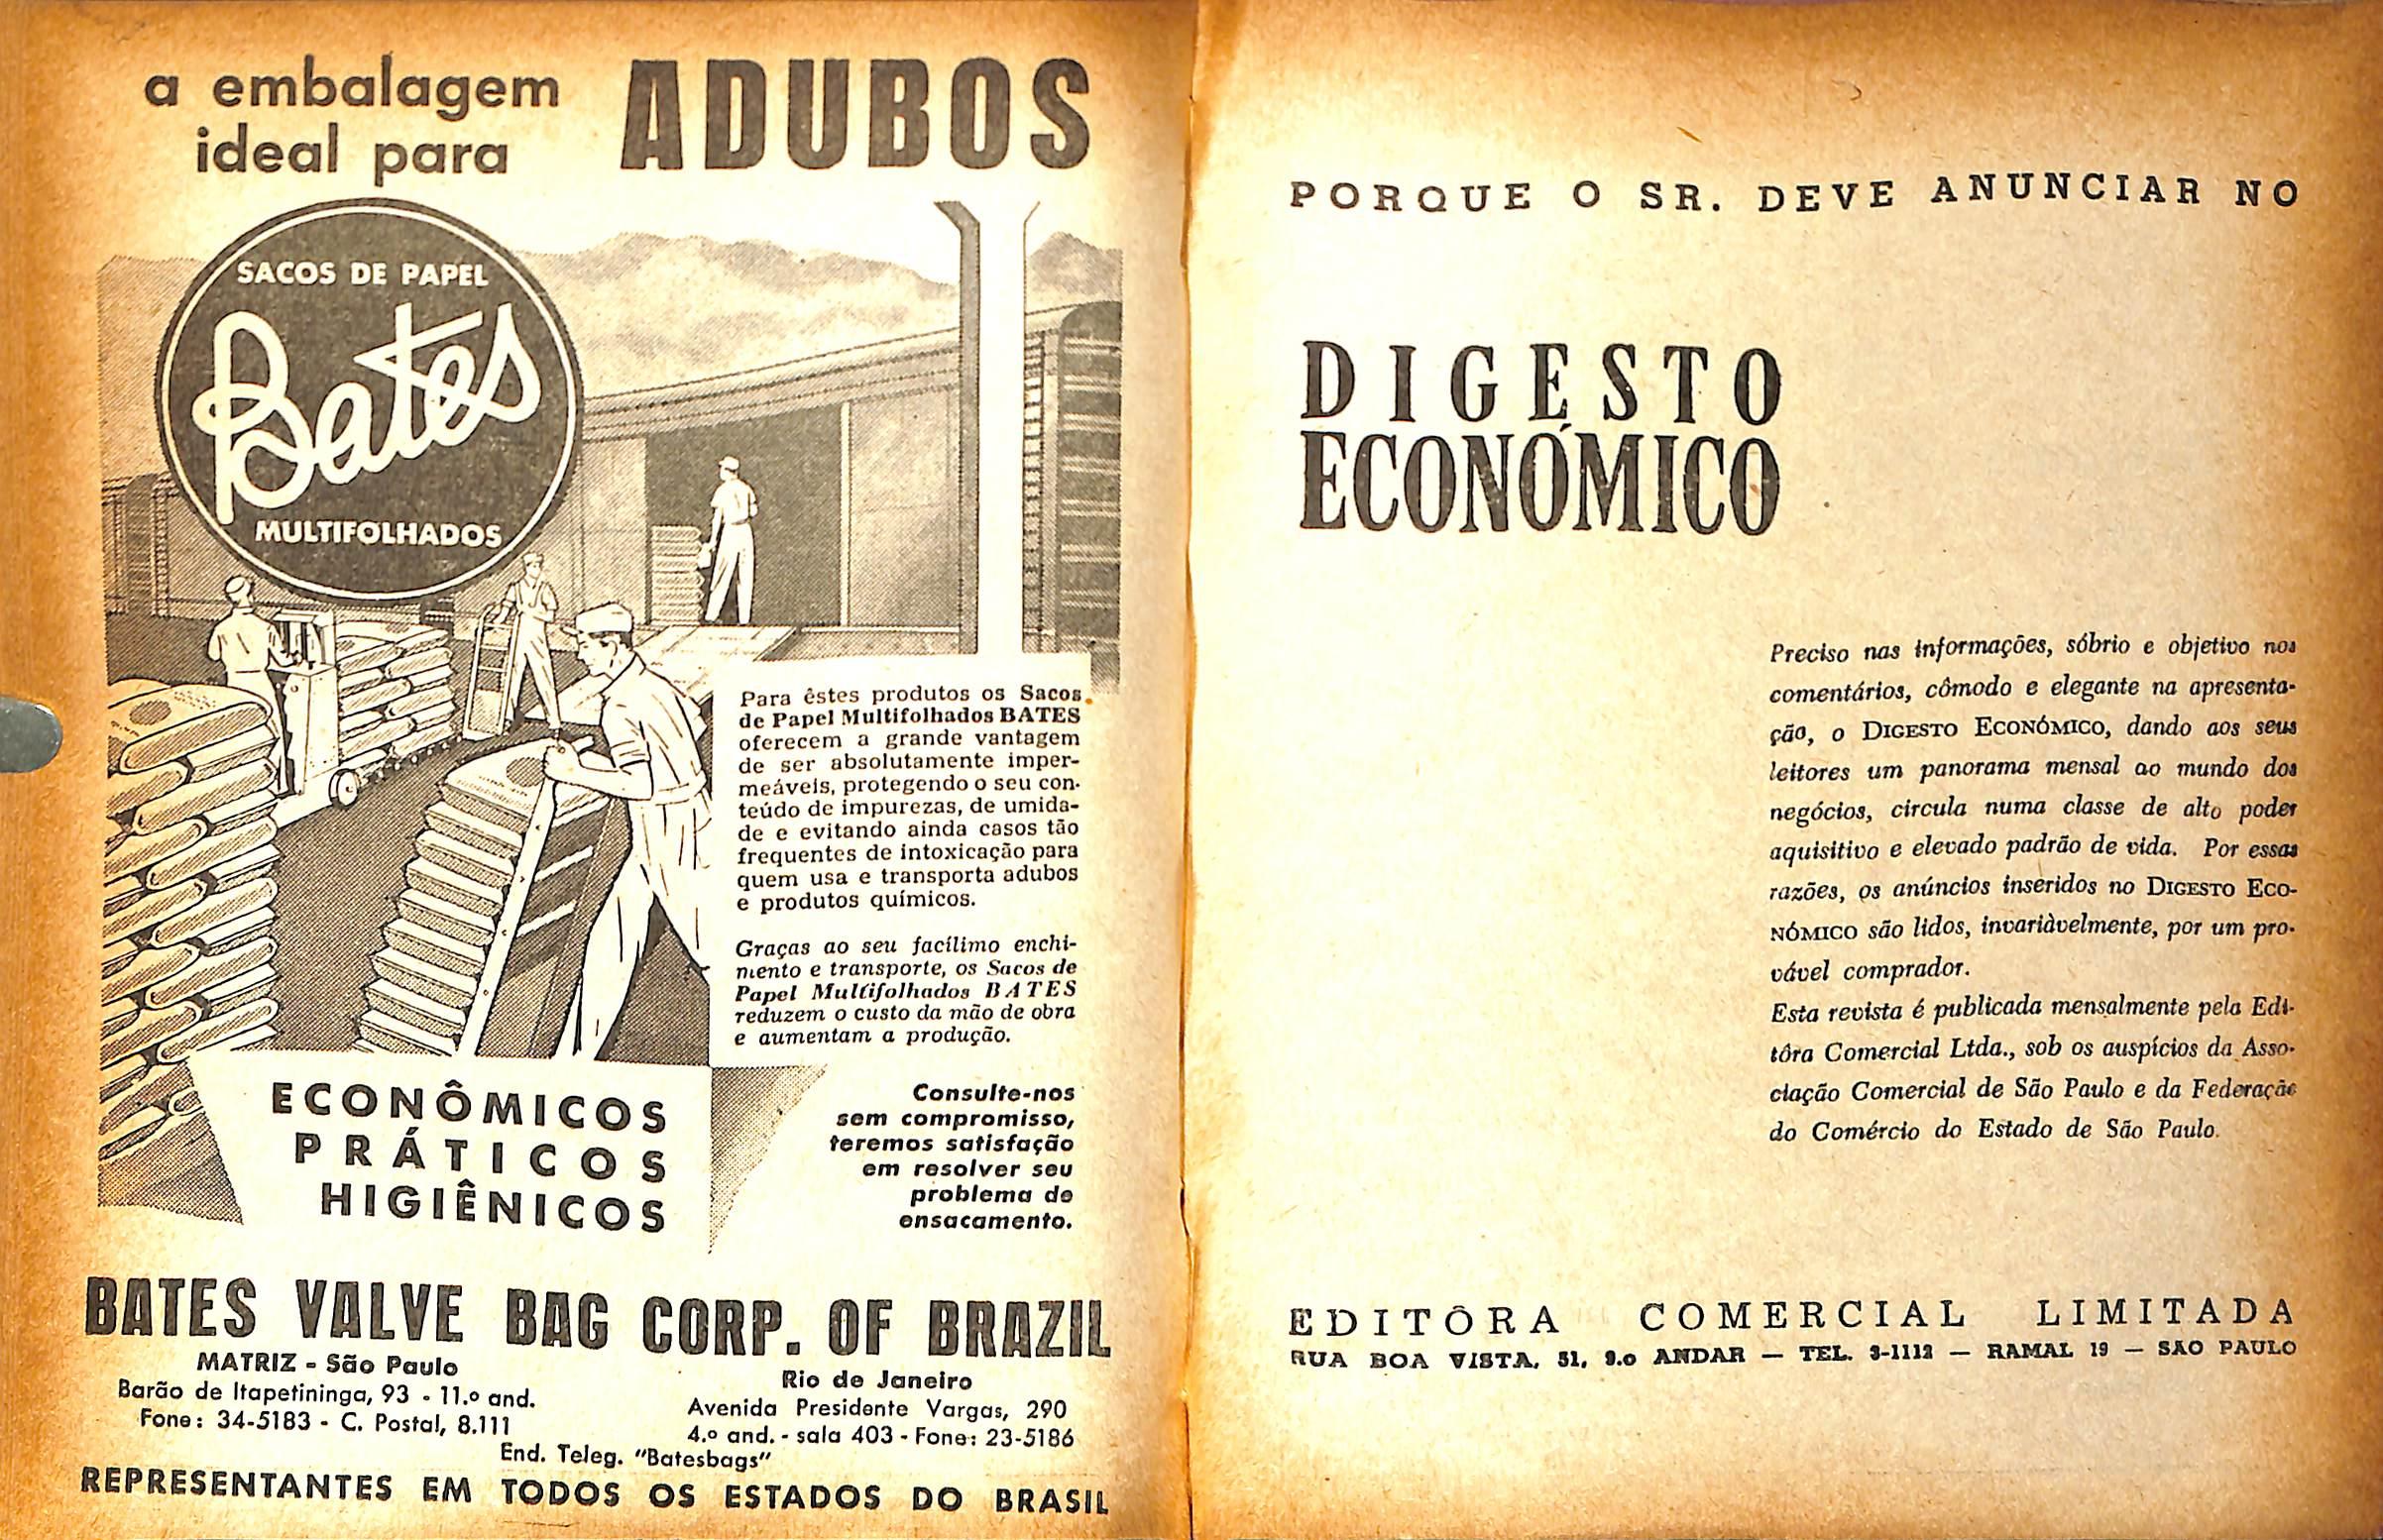 a embalagem
ideal para
ADUBOS
SACOS DE PAPEL
Bates
MULTIFOLHADOS
Para êstes produtos os Sacos
de Papel Multifolhados BATES
oferecem a grande vantagem
de ser absolutamente imper-
meáveis, protegendo o seu con-
teúdo de impurezas, de umida-
de e evitando ainda casos tão
frequentes de intoxicação para
quem usa e transporta adubos
e produtos químicos.
Graças ao seu facílimo enchi-
mento e transporte, os Sacos de
Papel Multifolhados BATES
reduzem o custo da mão de obra
e aumentam a produção.
ECONÔMICOS
PRÁTICOS
HIGIÊNICOS
Consulte-nos
sem compromisso,
teremos satisfação
em resolver seu
problema de
ensacamento.
BATES VALVE BAG CORP. OF BRAZIL
MATRIZ - São Paulo
Barão de Itapetininga, 93 - 11.º and.
Fone: 34-5183 - C. Postal, 8.111
Rio de Janeiro
Avenida Presidente Vargas, 290
4.º and. - sala 403 - Fone: 23-5186
End. Teleg. "Batesbags"
REPRESENTANTES EM TODOS OS ESTADOS DO BRASIL
PORQUE O SR. DEVE ANUNCIAR NO
DIGESTO
ECONÓMICO
Preciso nas informações, sóbrio e objetivo nos
comentários, cômodo e elegante na apresenta-
ção, o DIGESTO ECONÓMICO, dando aos seus
leitores um panorama mensal ao mundo dos
negócios, circula numa classe de alto poder
aquisitivo e elevado padrão de vida. Por essas
razões, os anúncios inseridos no DIGESTO ECO-
NÓMICO são lidos, invariàvelmente, por um pro-
vável comprador.
Esta revista é publicada mensalmente pela Edi-
tôra Comercial Ltda., sob os auspícios da Asso-
ciação Comercial de São Paulo e da Federação
do Comércio do Estado de São Paulo.
EDITÔRA COMERCIAL LIMITADA
RUA BOA VISTA, 51, 9.o ANDAR — TEL. 3-1112 — RAMAL 19 — SÃO PAULO